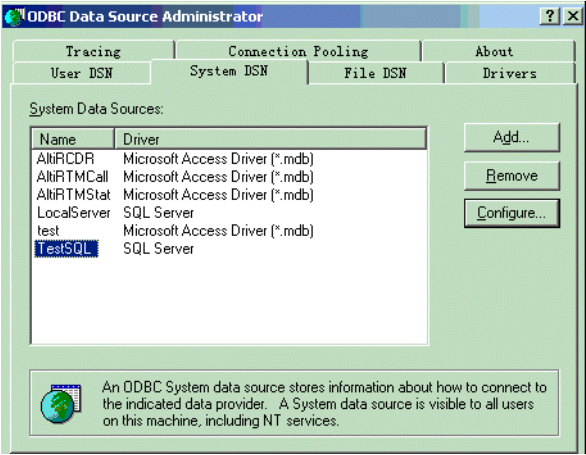 ODBC Data Source Administrator
Tracing Connection Pooling About
User DSN System DSN File DSN Drivers
System Data Sources:
Name Driver
AltiRCDR Microsoft Access Driver (*.mdb)
AltiRTMCall Microsoft Access Driver (*.mdb)
AltiRTMStat Microsoft Access Driver (*.mdb)
LocalServer SQL Server
test Microsoft Access Driver (*.mdb)
TestSQL SQL Server
Add...
Remove
Configure...
An ODBC System data source stores information about how to connect to
the indicated data provider. A System data source is visible to all users
on this machine, including NT services.